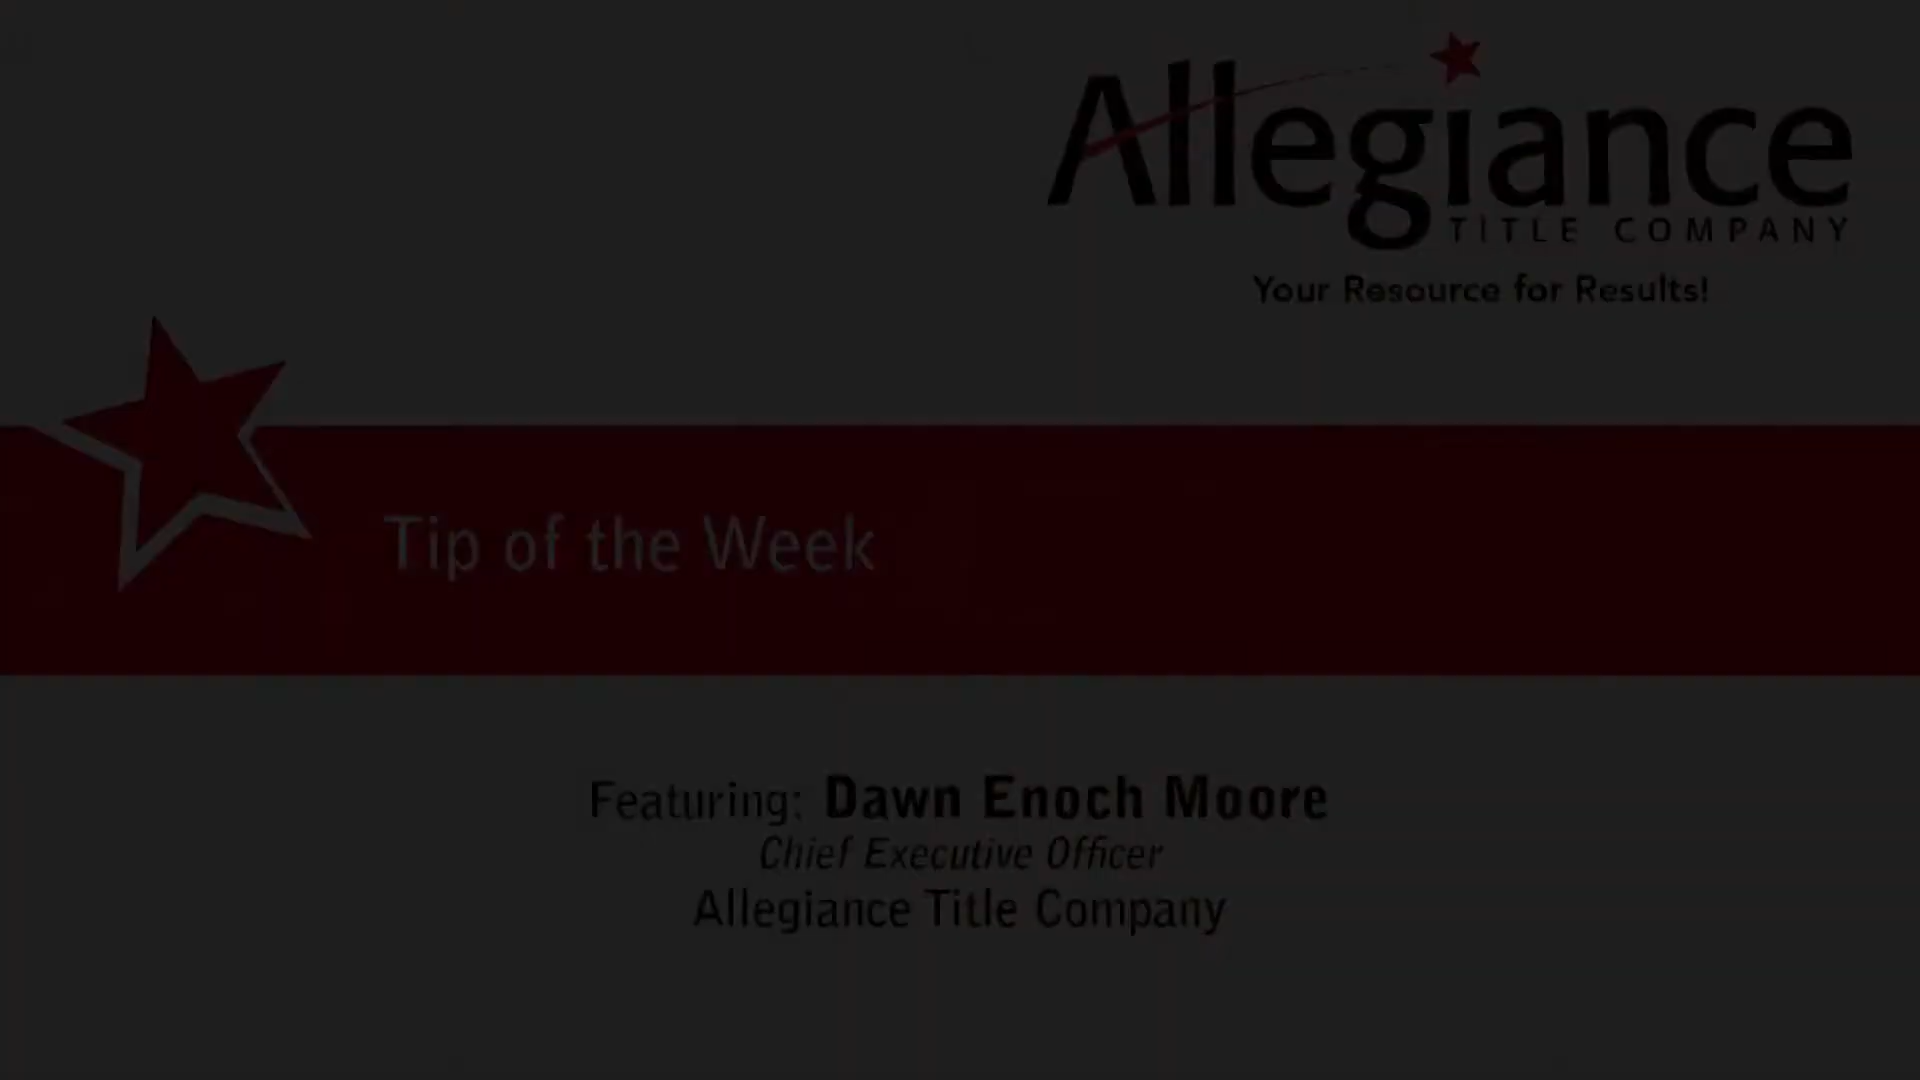 Allegiance
TITLE COMPANY
Your Resource for Results!
Tip of the Week
Featuring: Dawn Enoch Moore
Chief Executive Officer
Allegiance Title Company